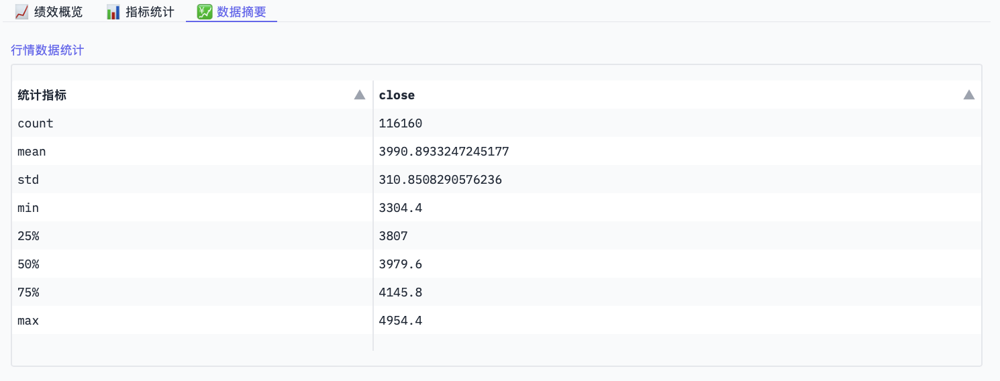 绩效概览 指标统计 数据摘要
行情数据统计
统计指标 close
count 116160
mean 3990.8933247245177
std 310.8508290576236
min 3304.4
25% 3807
50% 3979.6
75% 4145.8
max 4954.4